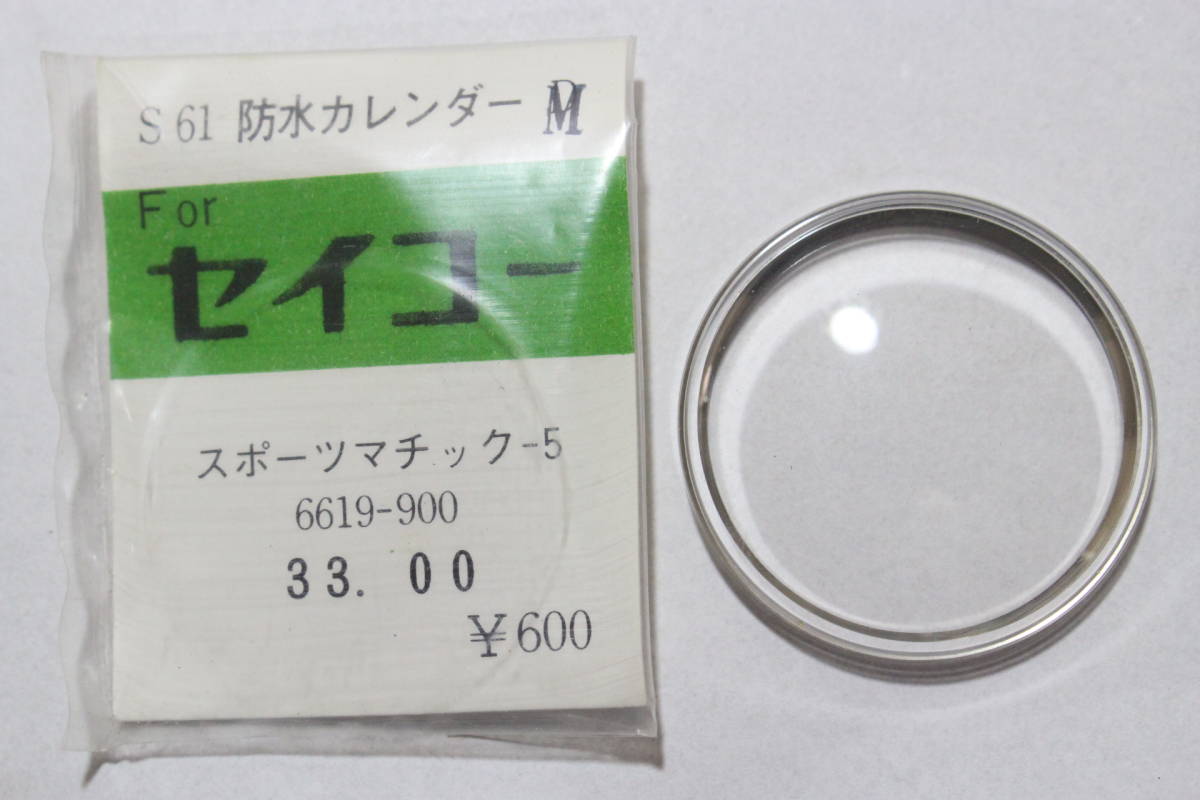 S 61 防水カレンダー M
For
セイコー
スポーツマチック-5
6619-900
33.00
¥600